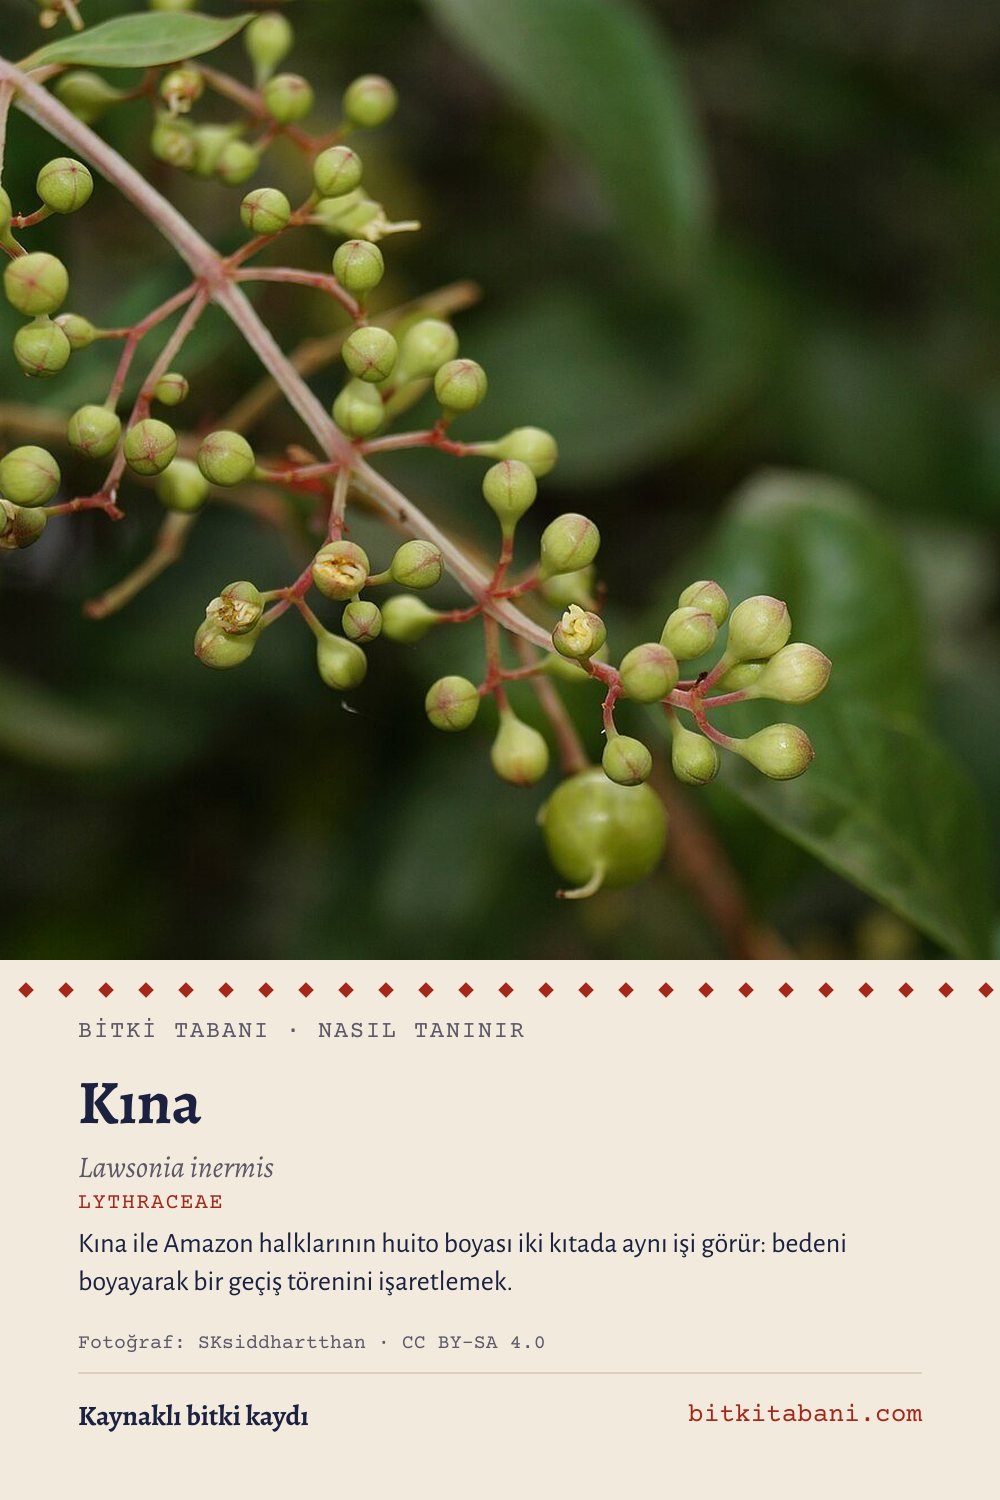 BİTKİ TABANI · NASIL TANINIR
Kına
Lawsonia inermis
LYTHRACEAE
Kına ile Amazon halklarının huito boyası iki kıtada aynı işi görür: bedeni
boyayarak bir geçiş törenini işaretlemek.
Fotoğraf: SKsiddhartthan · CC BY-SA 4.0
Kaynaklı bitki kaydı
bitkitabani.com